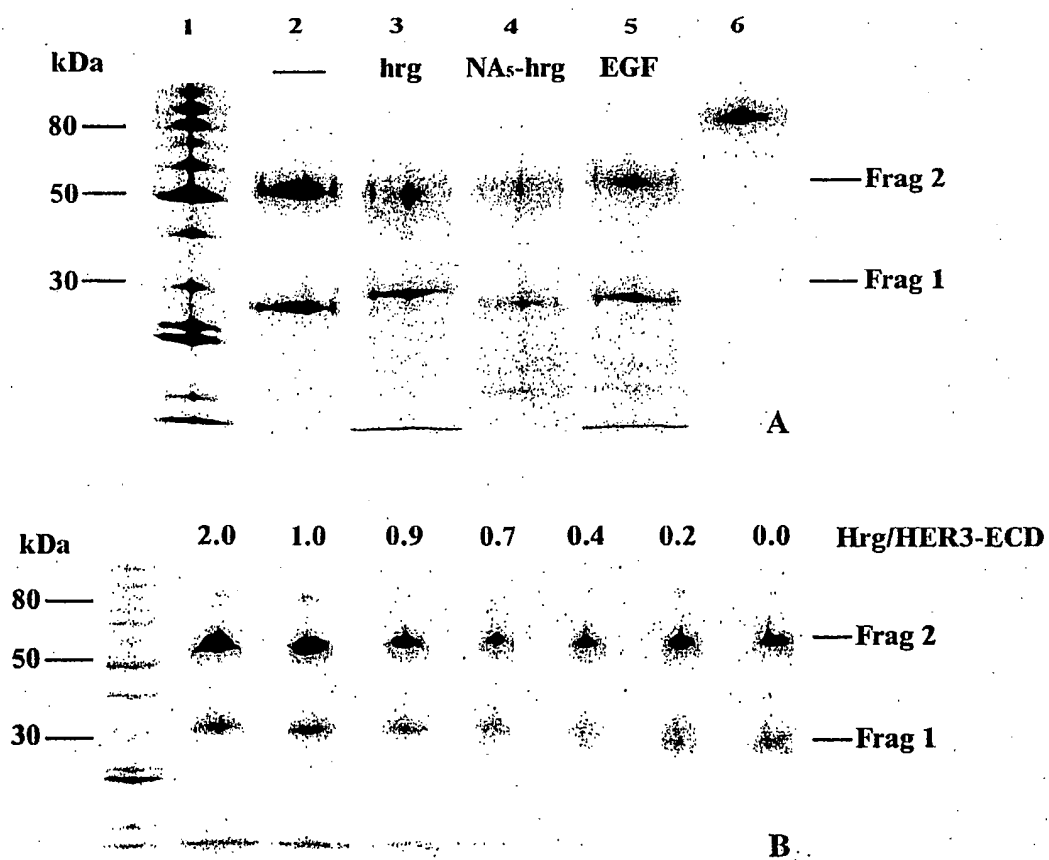 1 2 3 4 5 6
kDa — hrg NA₅-hrg EGF
80
50 Frag 2
30 Frag 1
A
2.0 1.0 0.9 0.7 0.4 0.2 0.0 Hrg/HER3-ECD
kDa
80
Frag 2
50
30 Frag 1
B